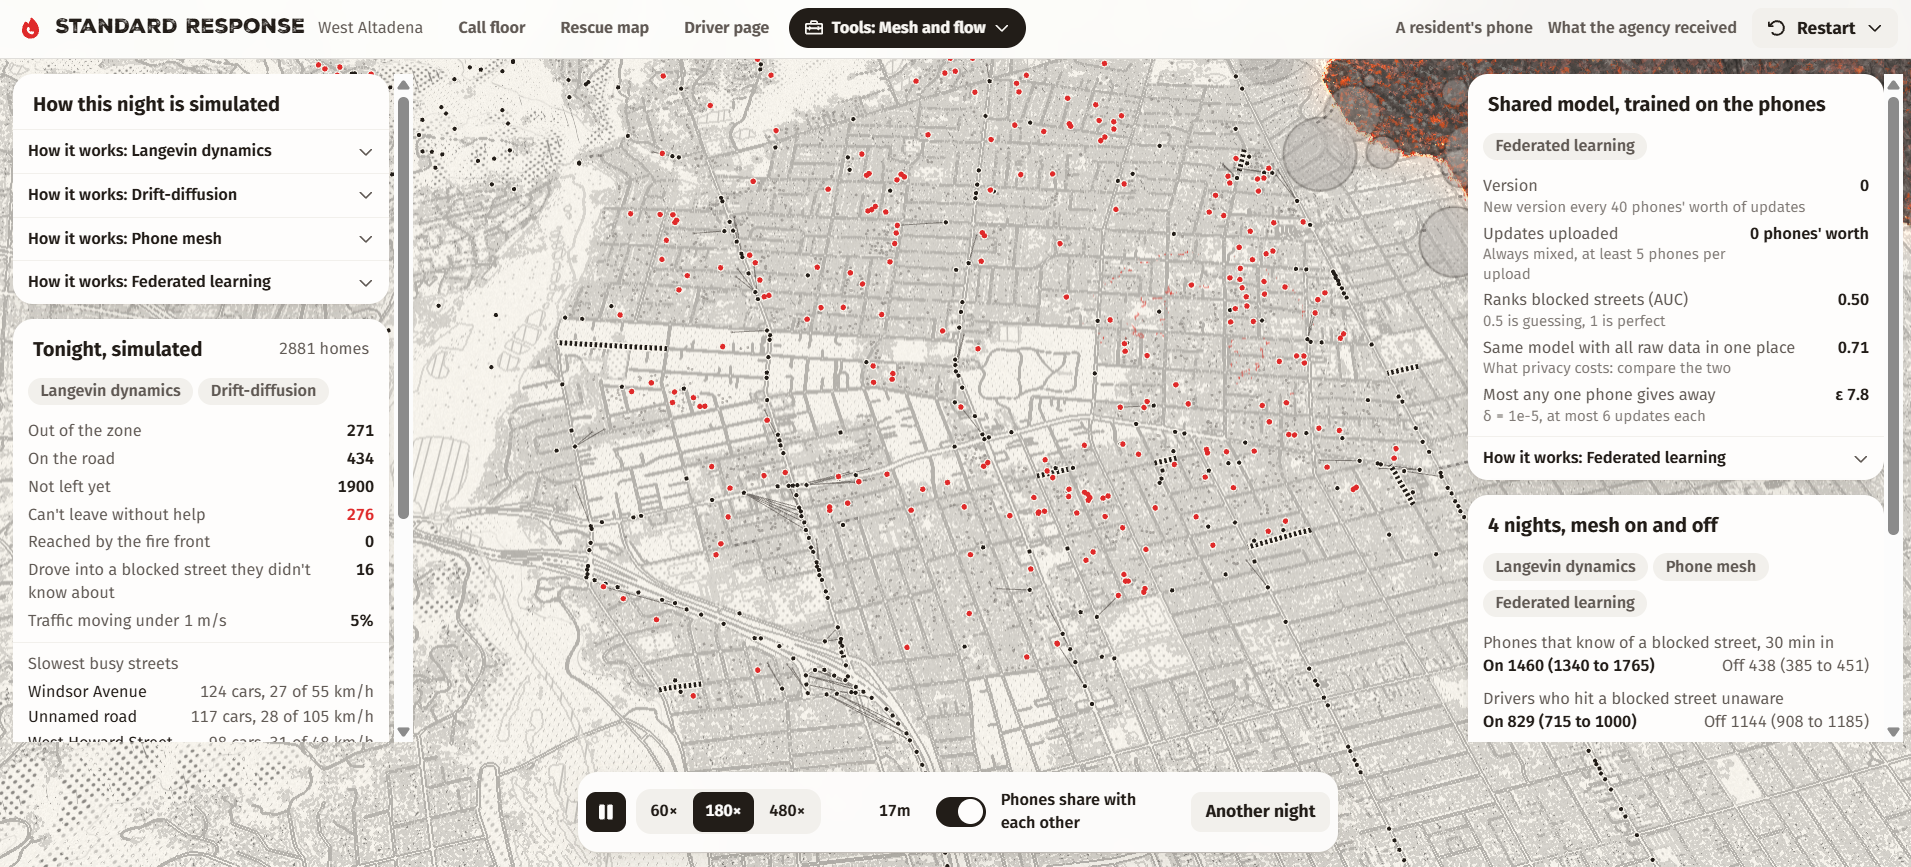 STANDARD RESPONSE West Altadena Call floor Rescue map Driver page Tools: Mesh and flow A resident's phone What the agency received Restart
How this night is simulated
How it works: Langevin dynamics
How it works: Drift-diffusion
How it works: Phone mesh
How it works: Federated learning
Tonight, simulated 2881 homes
Langevin dynamics Drift-diffusion
Out of the zone 271
On the road 434
Not left yet 1900
Can't leave without help 276
Reached by the fire front 0
Drove into a blocked street they didn't 16
know about
Traffic moving under 1 m/s 5%
Slowest busy streets
Windsor Avenue 124 cars, 27 of 55 km/h
Unnamed road 117 cars, 28 of 105 km/h
West Howard Street 98 cars, 31 of 48 km/h
Shared model, trained on the phones
Federated learning
Version 0
New version every 40 phones' worth of updates
Updates uploaded 0 phones' worth
Always mixed, at least 5 phones per
upload
Ranks blocked streets (AUC) 0.50
0.5 is guessing, 1 is perfect
Same model with all raw data in one place 0.71
What privacy costs: compare the two
Most any one phone gives away ε 7.8
δ = 1e-5, at most 6 updates each
How it works: Federated learning
4 nights, mesh on and off
Langevin dynamics Phone mesh
Federated learning
Phones that know of a blocked street, 30 min in
On 1460 (1340 to 1765) Off 438 (385 to 451)
Drivers who hit a blocked street unaware
On 829 (715 to 1000) Off 1144 (908 to 1185)
60× 180× 480× 17m Phones share with
each other
Another night